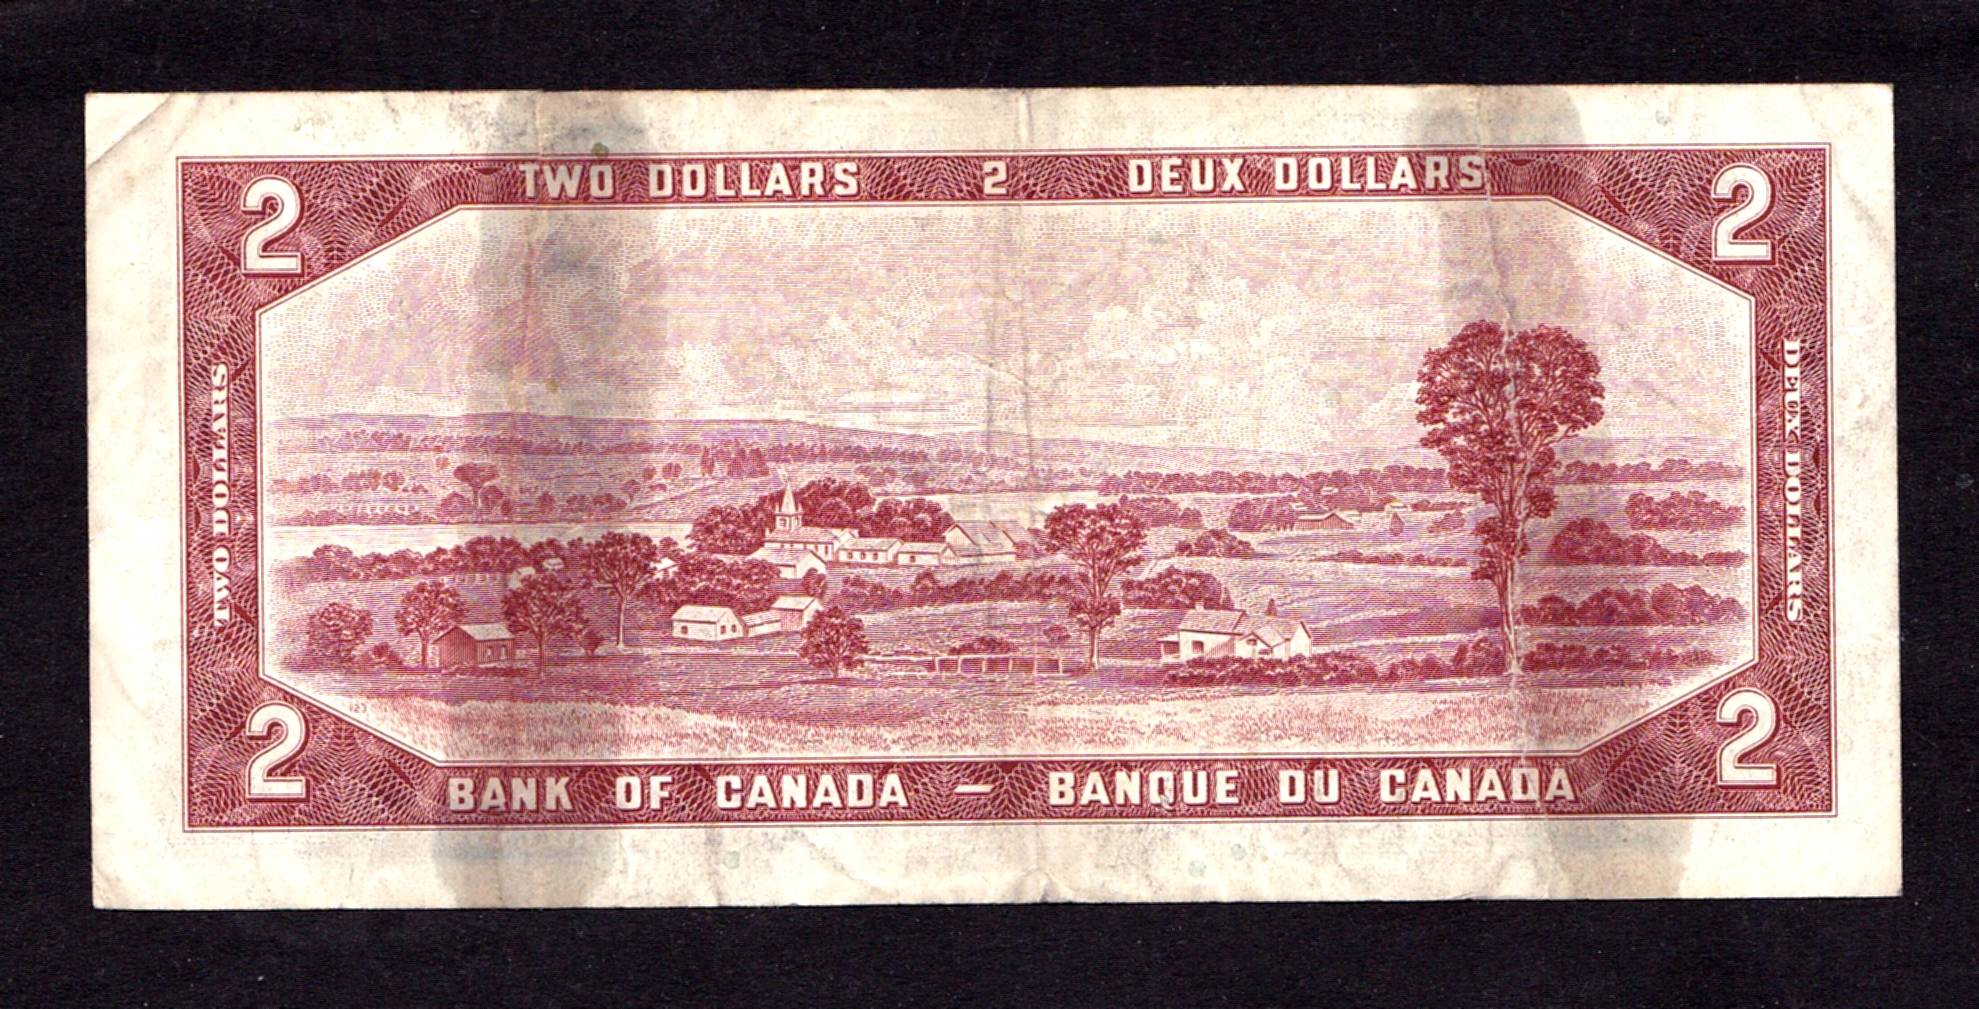 TWO DOLLARS 2 DEUX DOLLARS
2
2
TWO DOLLARS
DEUX DOLLARS
123
2
2
BANK OF CANADA – BANQUE DU CANADA